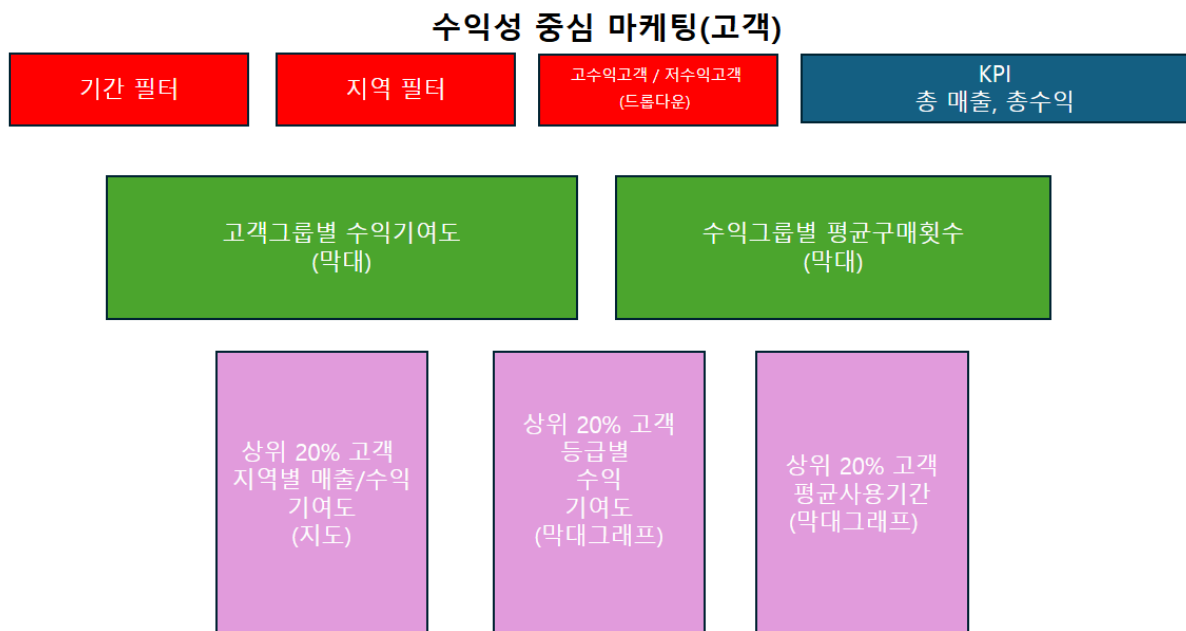 수익성 중심 마케팅(고객)
기간 필터
지역 필터
고수익고객 / 저수익고객
(드롭다운)
KPI
총 매출, 총수익
고객그룹별 수익기여도
(막대)
수익그룹별 평균구매횟수
(막대)
상위 20% 고객
지역별 매출/수익
기여도
(지도)
상위 20% 고객
등급별
수익
기여도
(막대그래프)
상위 20% 고객
평균사용기간
(막대그래프)